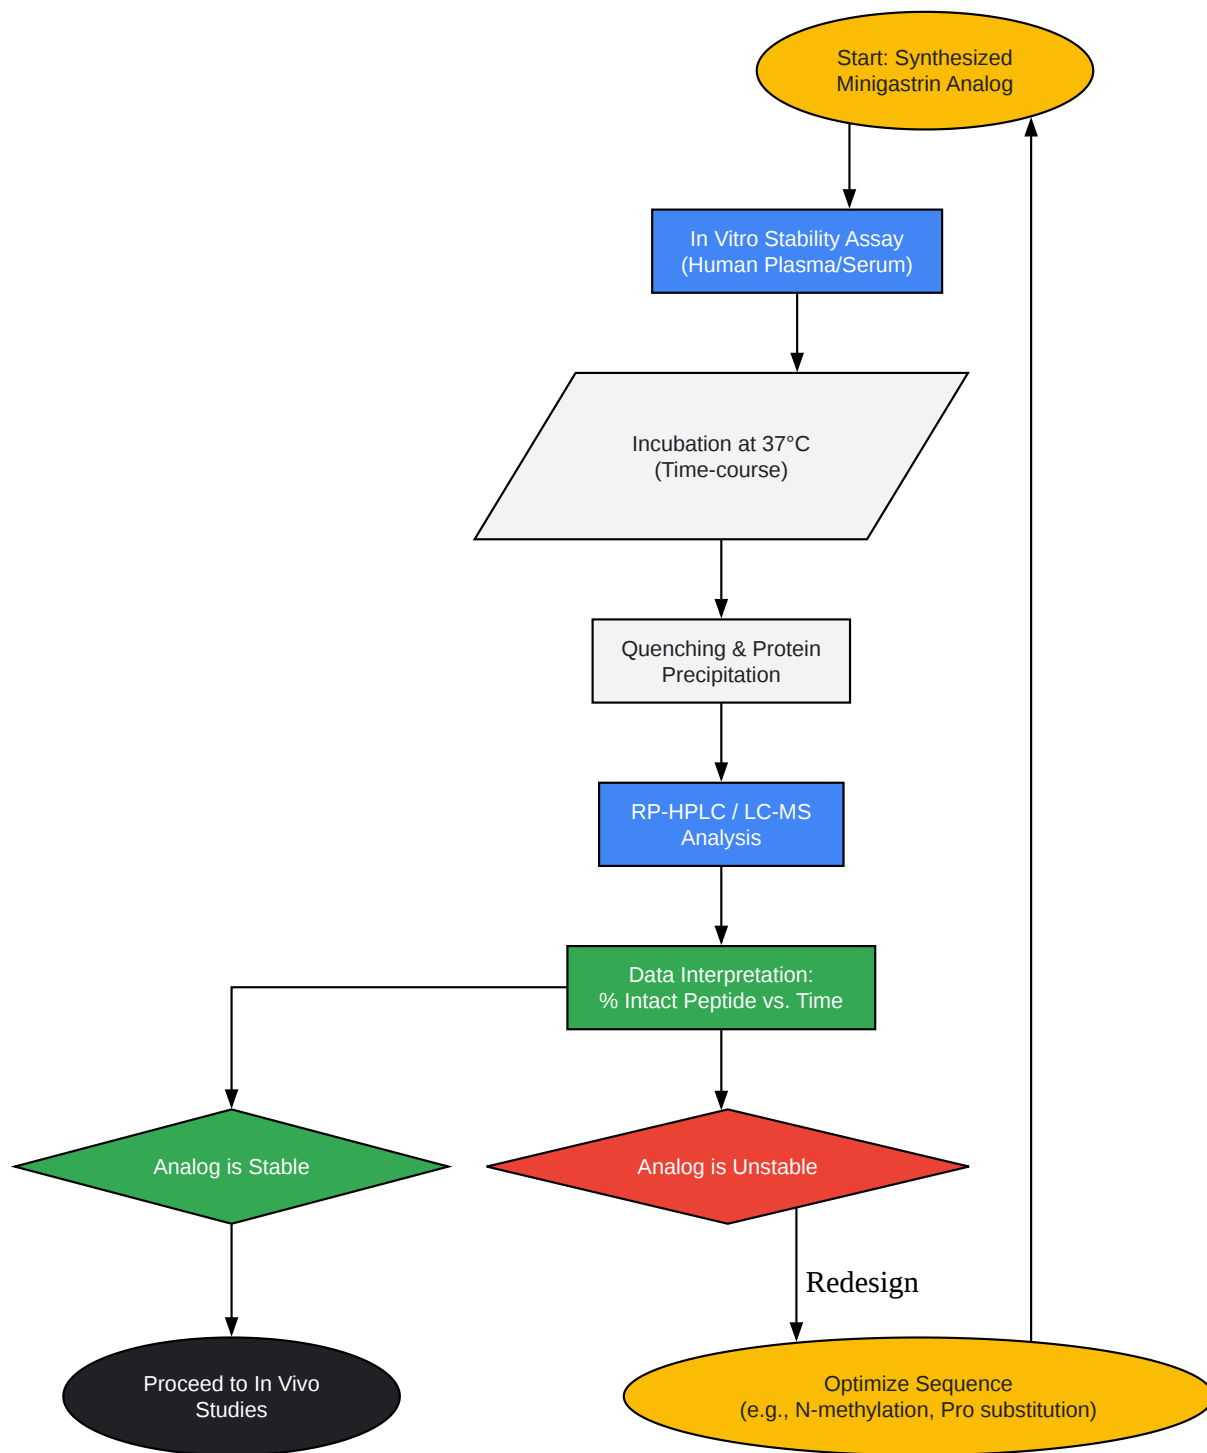 Start: Synthesized
Minigastrin Analog
In Vitro Stability Assay
(Human Plasma/Serum)
Incubation at 37°C
(Time-course)
Quenching & Protein
Precipitation
RP-HPLC / LC-MS
Analysis
Data Interpretation:
% Intact Peptide vs. Time
Analog is Stable
Analog is Unstable
Redesign
Proceed to In Vivo
Studies
Optimize Sequence
(e.g., N-methylation, Pro substitution)